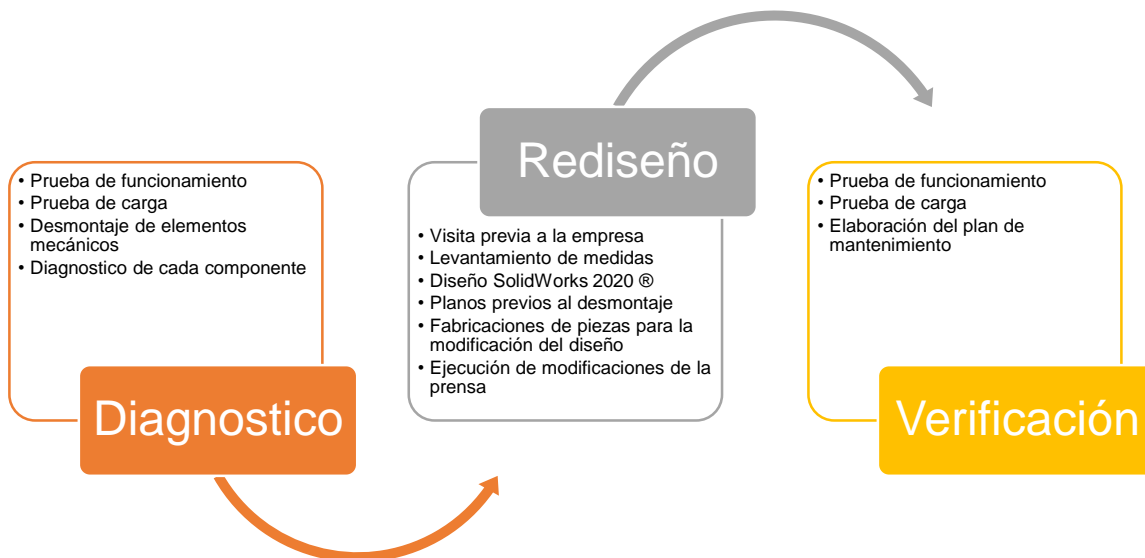 • Prueba de funcionamiento
• Prueba de carga
• Desmontaje de elementos
mecánicos
• Diagnostico de cada componente
Diagnostico
Rediseño
• Visita previa a la empresa
• Levantamiento de medidas
• Diseño SolidWorks 2020 ®
• Planos previos al desmontaje
• Fabricaciones de piezas para la
modificación del diseño
• Ejecución de modificaciones de la
prensa
• Prueba de funcionamiento
• Prueba de carga
• Elaboración del plan de
mantenimiento
Verificación